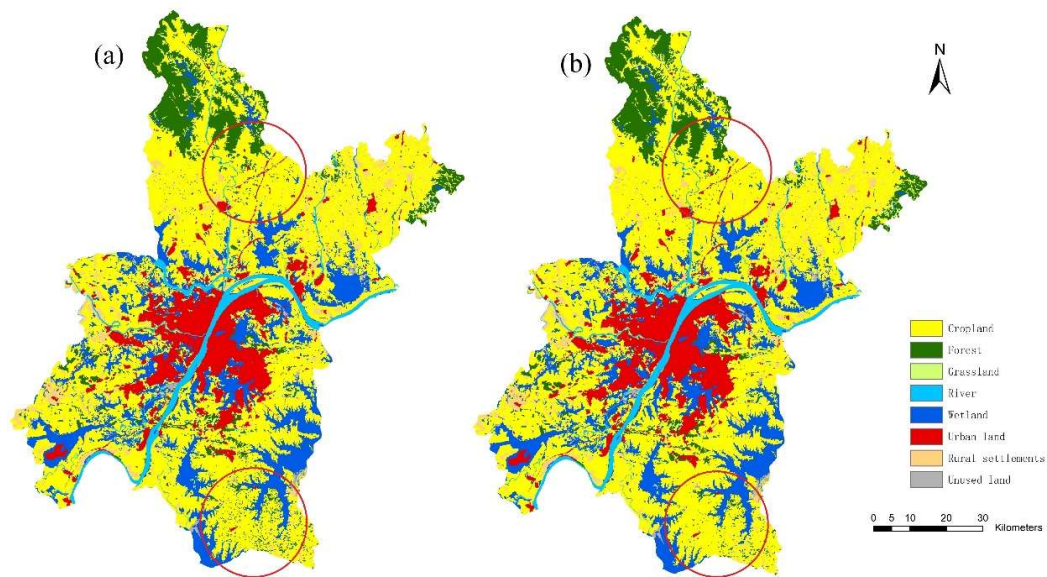 (a)
(b)
N
Cropland
Forest
Grassland
River
Wetland
Urban land
Rural settlements
Unused land
0 5 10 20 30
Kilometers